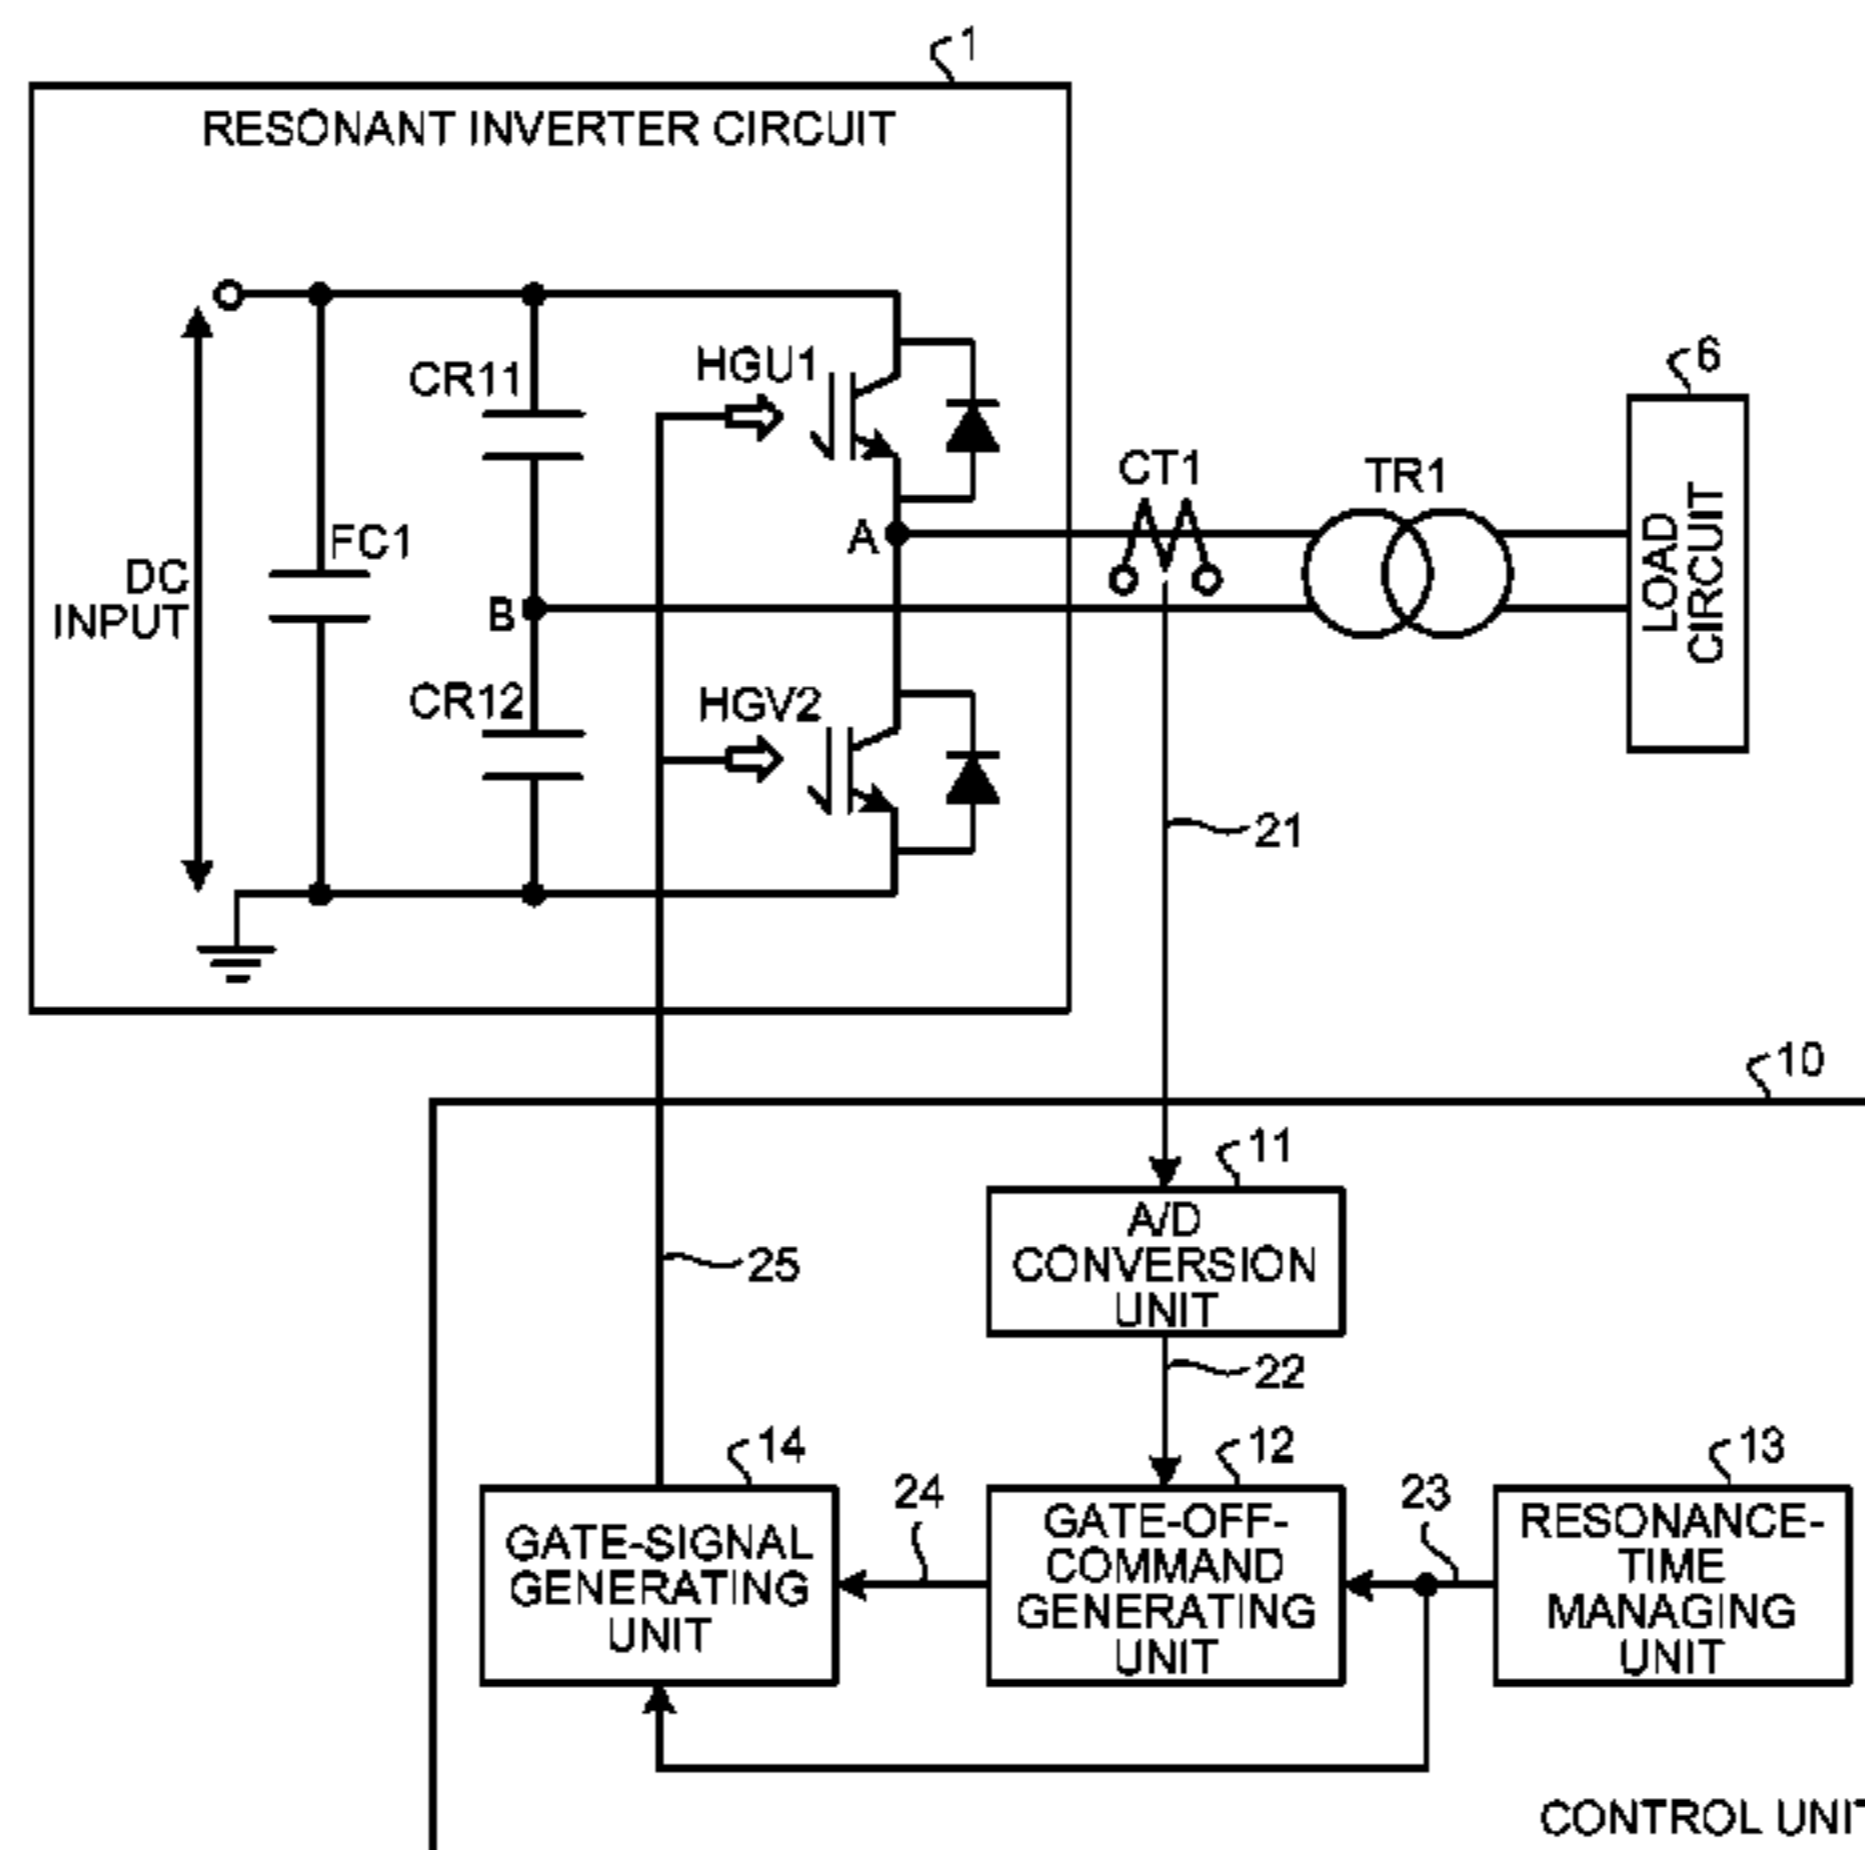 1
RESONANT INVERTER CIRCUIT
HGU1
CR11
6
CT1
TR1
FC1
A
LOAD
CIRCUIT
DC
INPUT
B
CR12
HGV2
21
10
11
A/D
CONVERSION
UNIT
25
22
14
12
13
24
23
GATE-SIGNAL
GENERATING
UNIT
GATE-OFF-
COMMAND
GENERATING
UNIT
RESONANCE-
TIME
MANAGING
UNIT
CONTROL UNIT